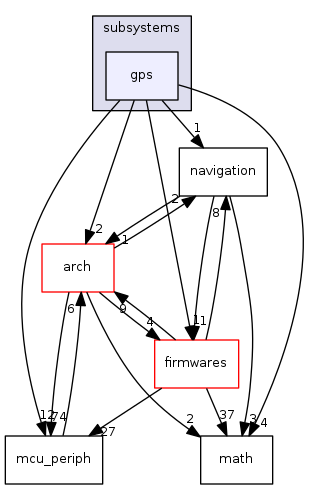 subsystems
gps
1
navigation
2
2
1
8
arch
6
9
4
11
firmwares
12
74
27
2
37
3
4
mcu_periph
math